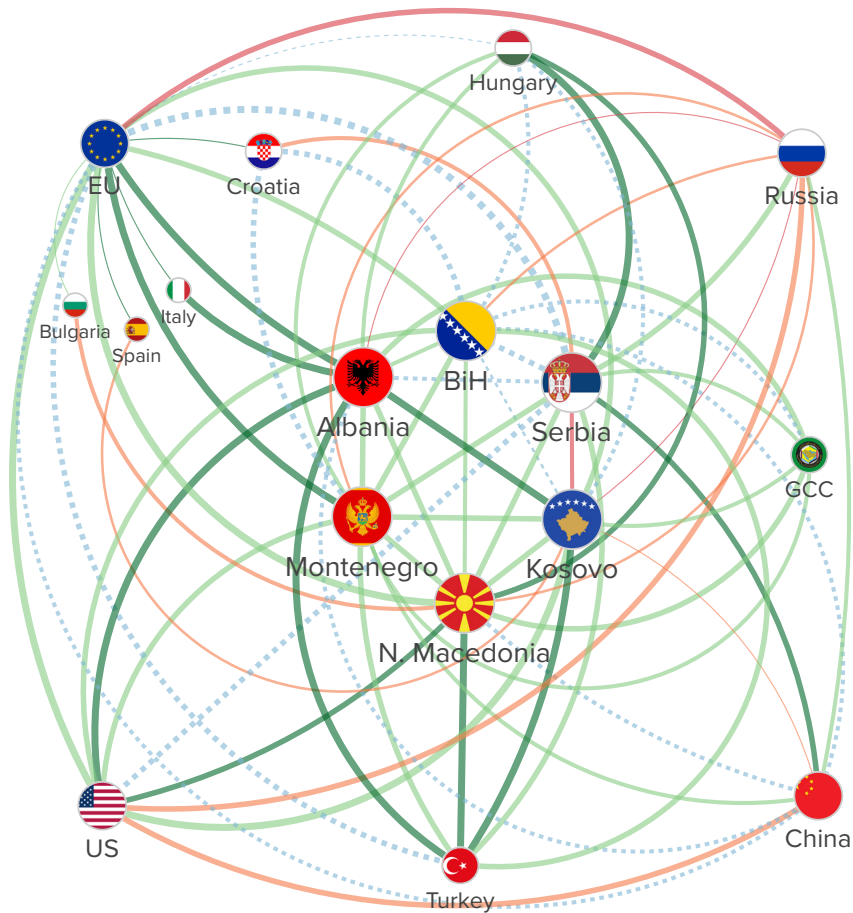 Hungary
EU
Croatia
Russia
Bulgaria
Italy
Spain
BiH
Albania
Serbia
GCC
Montenegro
Kosovo
N. Macedonia
US
China
Turkey